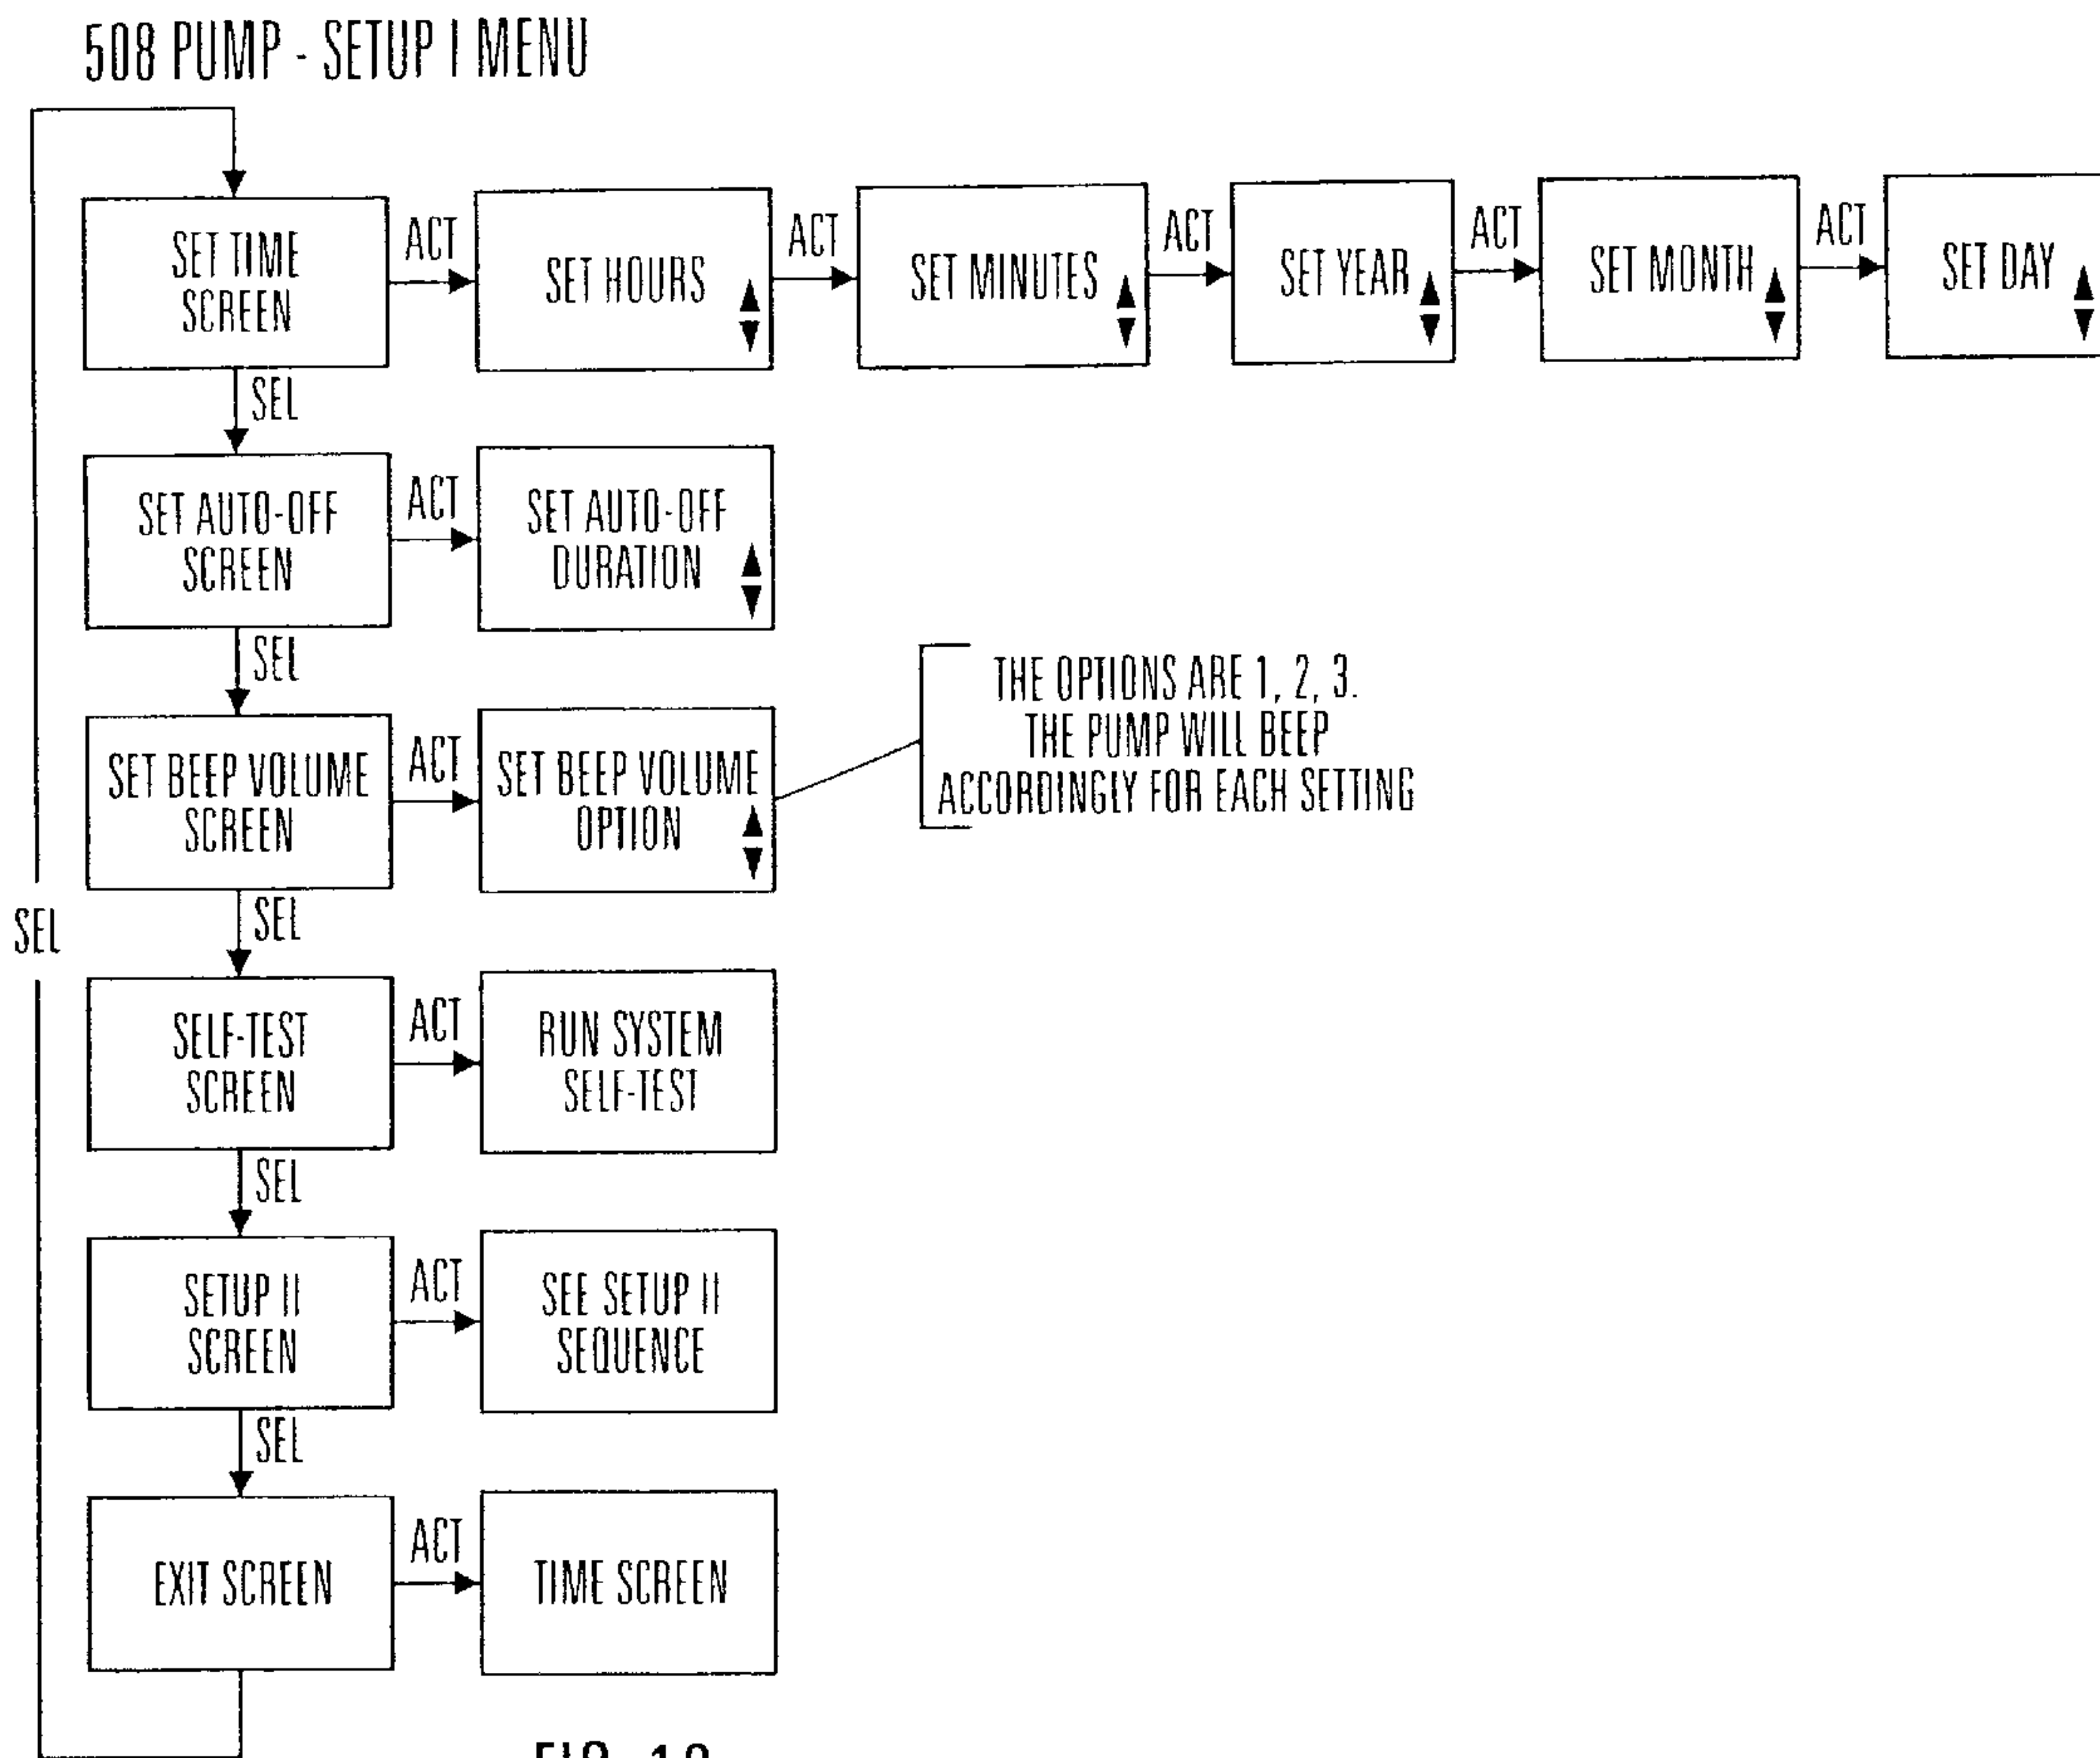 508 PUMP - SETUP I MENU
SET TIME
SCREEN
ACT
SET HOURS
ACT
SET MINUTES
ACT
SET YEAR
ACT
SET MONTH
ACT
SET DAY
SEL
SET AUTO-OFF
SCREEN
ACT
SET AUTO-OFF
DURATION
SEL
SET BEEP VOLUME
SCREEN
ACT
SET BEEP VOLUME
OPTION
THE OPTIONS ARE 1, 2, 3.
THE PUMP WILL BEEP
ACCORDINGLY FOR EACH SETTING
SEL
SEL
SELF-TEST
SCREEN
ACT
RUN SYSTEM
SELF-TEST
SEL
SETUP II
SCREEN
ACT
SEE SETUP II
SEQUENCE
SEL
EXIT SCREEN
ACT
TIME SCREEN